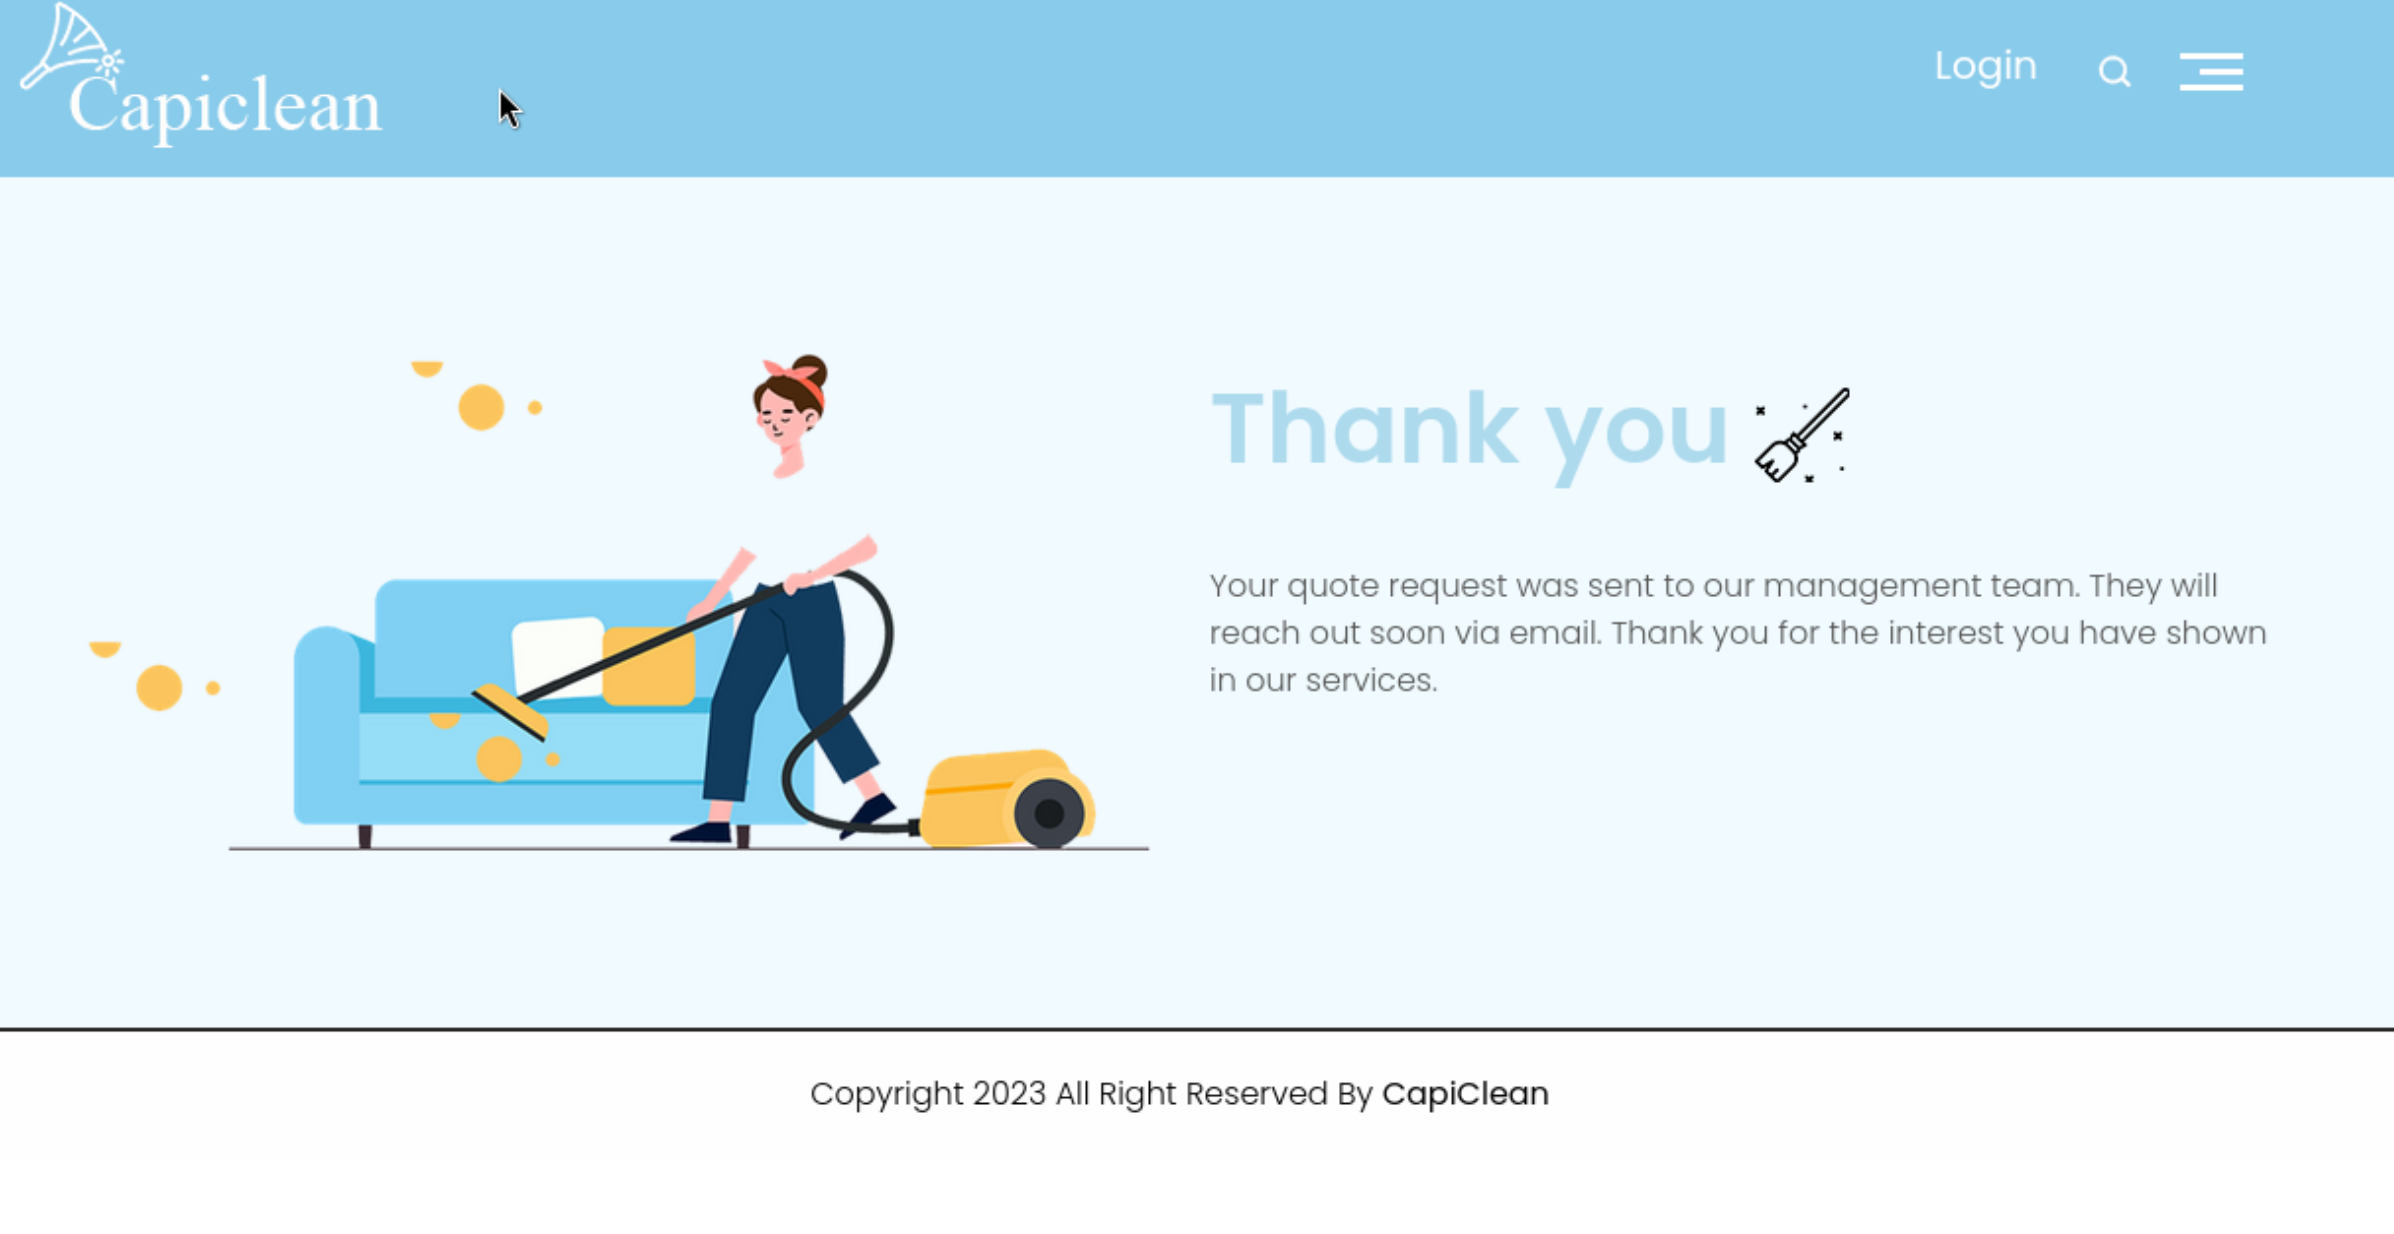 Capiclean
Login
Thank you
Your quote request was sent to our management team. They will
reach out soon via email. Thank you for the interest you have shown
in our services.
Copyright 2023 All Right Reserved By CapiClean